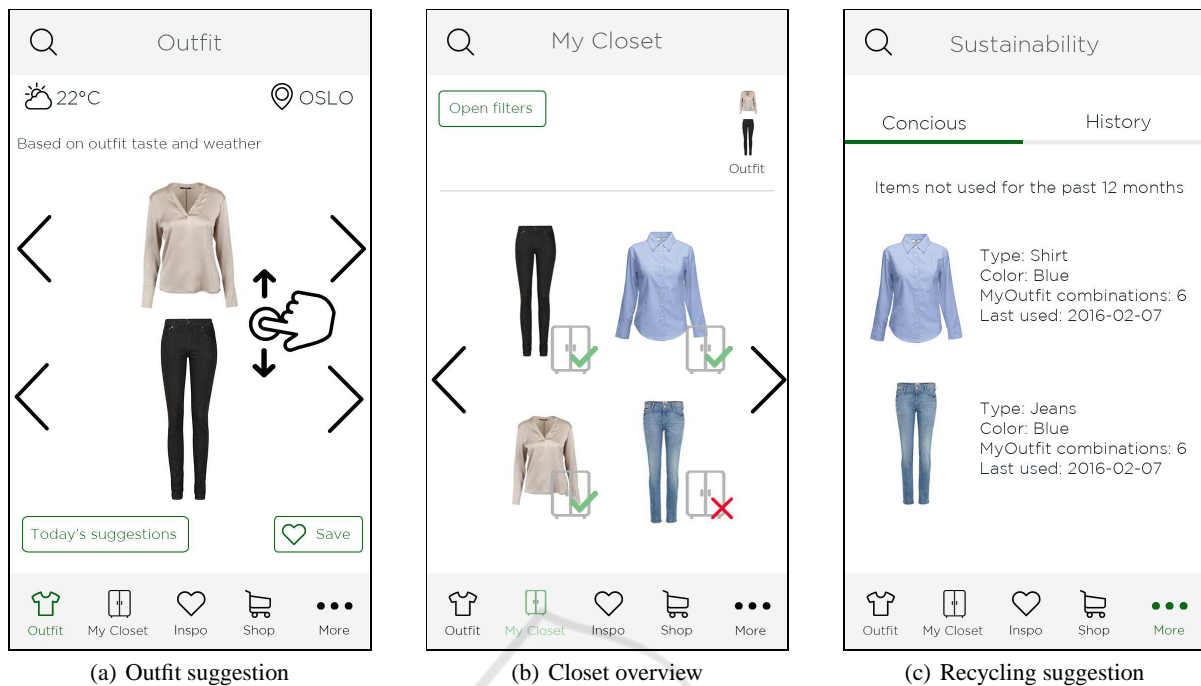 Outfit
22°C
OSLO
Based on outfit taste and weather
Today's suggestions
Save
Outfit
My Closet
Inspo
Shop
More
(a) Outfit suggestion
My Closet
Open filters
Outfit
Outfit
My Closet
Inspo
Shop
More
(b) Closet overview
Sustainability
Concious
History
Items not used for the past 12 months
Type: Shirt
Color: Blue
MyOutfit combinations: 6
Last used: 2016-02-07
Type: Jeans
Color: Blue
MyOutfit combinations: 6
Last used: 2016-02-07
Outfit
My Closet
Inspo
Shop
More
(c) Recycling suggestion